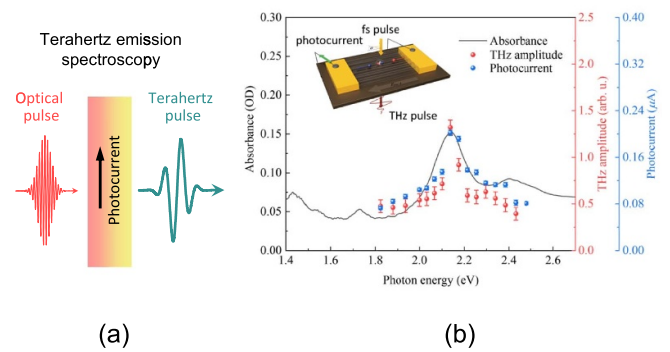 Terahertz emission
spectroscopy
Optical
pulse
Terahertz
pulse
Photocurrent
(a)
0.30
0.25
0.20
0.15
0.10
0.05
0.00
Absorbance (OD)
fs pulse
photocurrent
THz pulse
Absorbance
THz amplitude
Photocurrent
1.4 1.6 1.8 2.0 2.2 2.4 2.6
Photon energy (eV)
2.5
2.0
1.5
1.0
0.5
0.0
THz amplitude (arb. u.)
0.40
0.32
0.24
0.16
0.08
0.00
Photocurrent (μA)
(b)